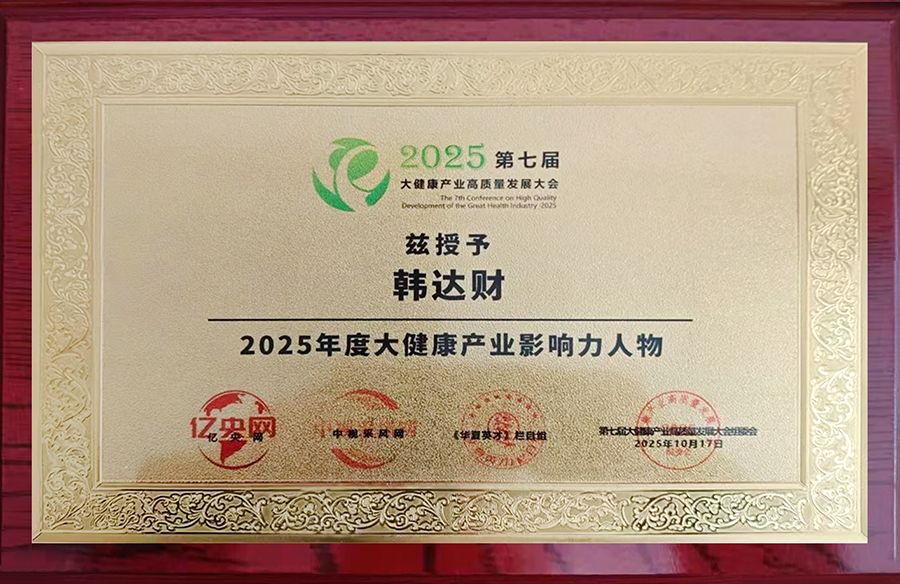 2025 第七届
大健康产业高质量发展大会
The 7th Conference on High Quality
Development of the Great Health Industry ·2025
兹授予
韩达财
2025年度大健康产业影响力人物
亿央网
亿央网
中视采风网
《华夏英才》栏目组
第七届大健康产业高质量发展大会组委会
2025年10月17日